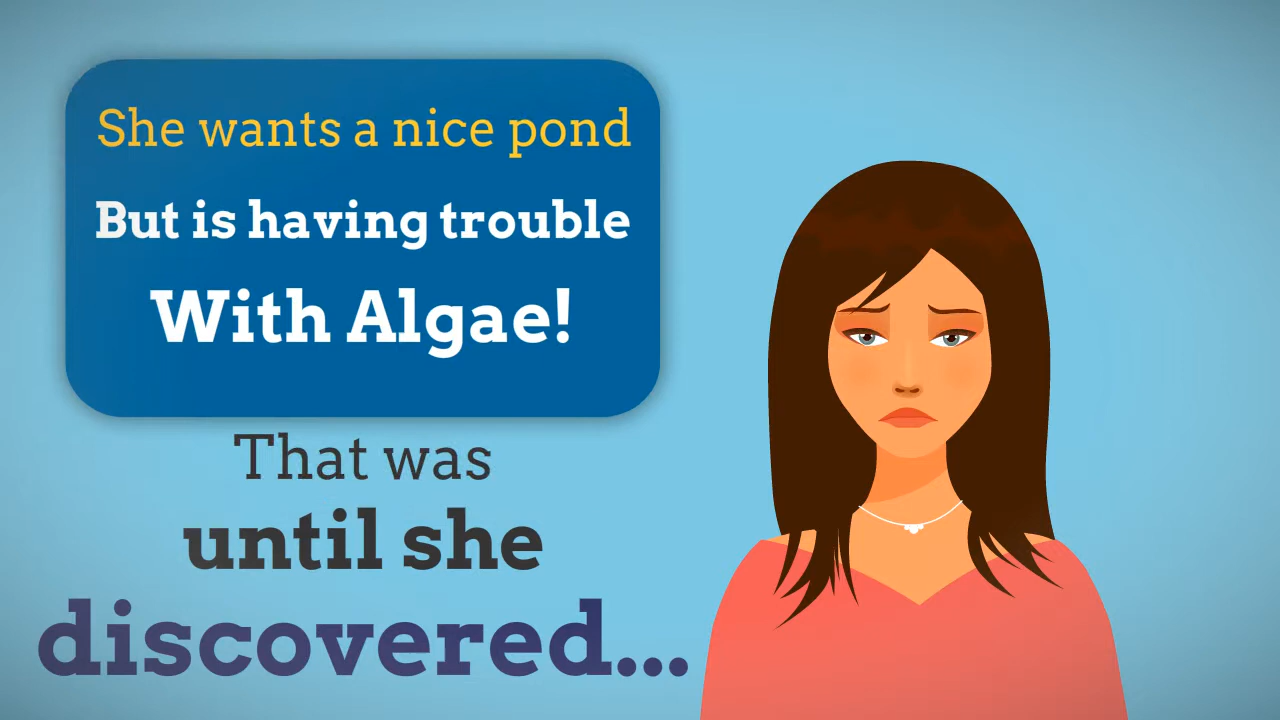 She wants a nice pond
But is having trouble
With Algae!
That was
until she
discovered...